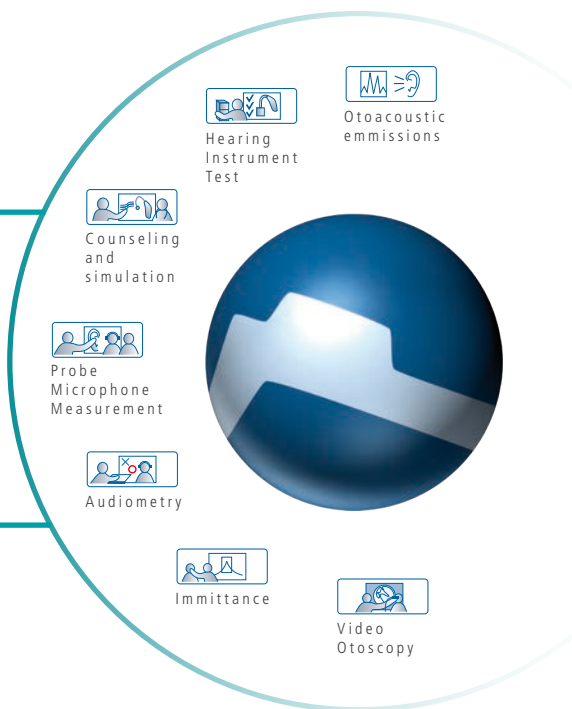 Otoacoustic
emmissions
Hearing
Instrument
Test
Counseling
and
simulation
Probe
Microphone
Measurement
Audiometry
Immittance
Video
Otoscopy